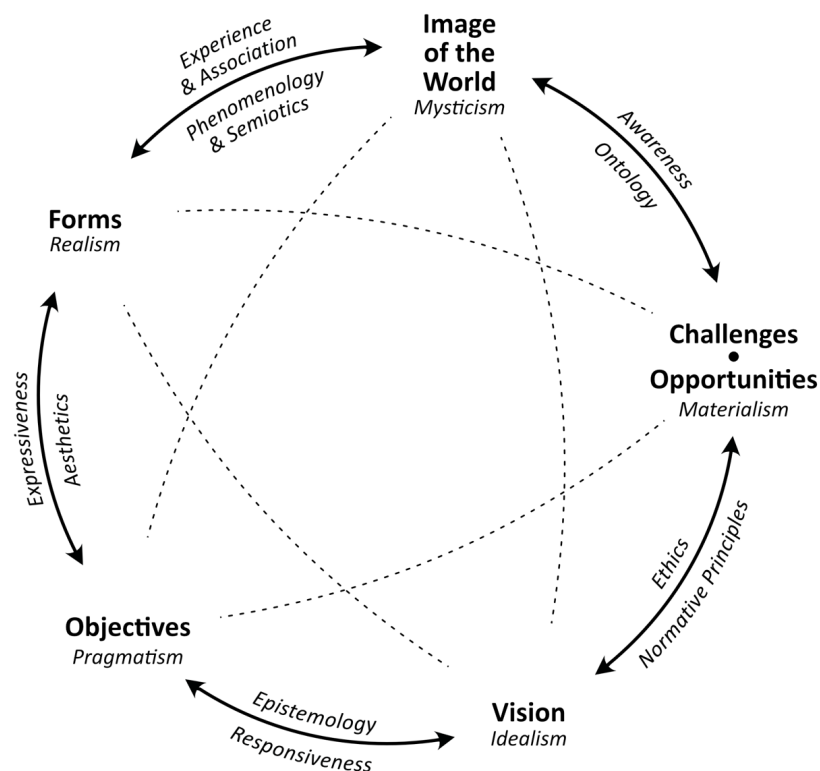 Image
of the
World
Mysticism
Experience
& Association
Phenomenology
& Semiotics
Awareness
Ontology
Forms
Realism
Challenges
•
Opportunities
Materialism
Expressiveness
Aesthetics
Ethics
Normative Principles
Objectives
Pragmatism
Epistemology
Responsiveness
Vision
Idealism